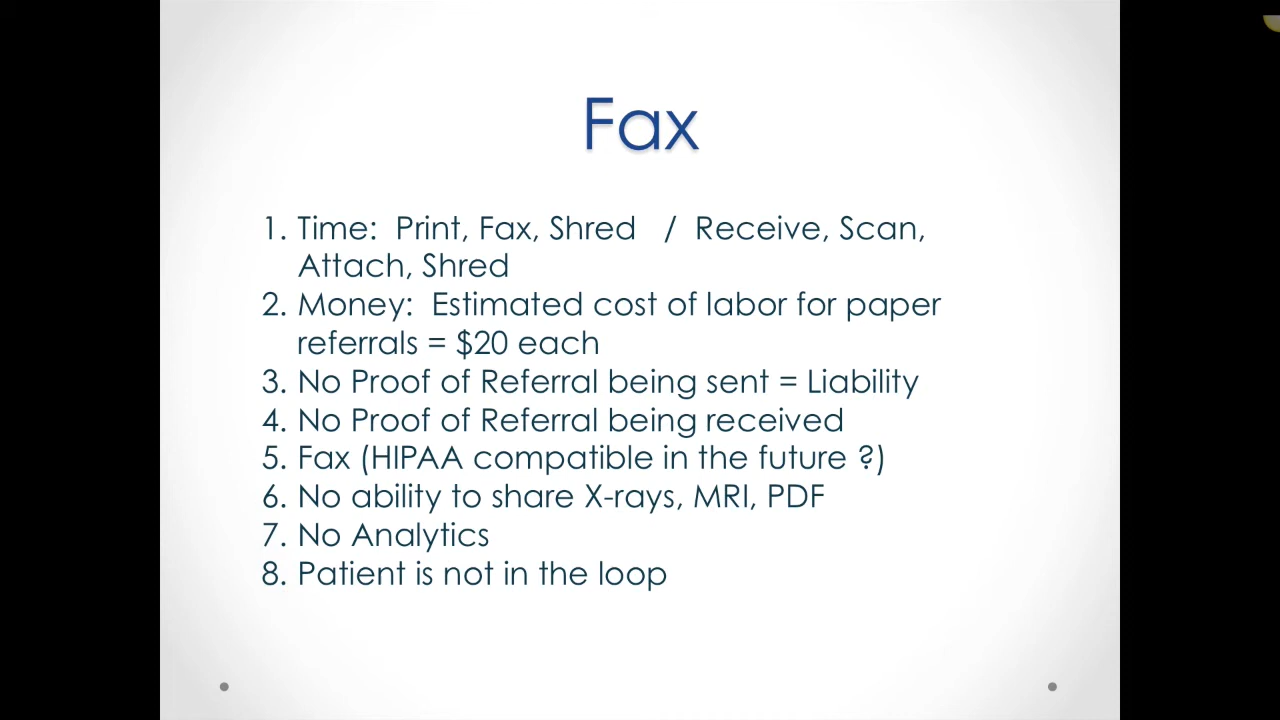 Fax
1. Time:  Print, Fax, Shred   /  Receive, Scan,
Attach, Shred
2. Money:  Estimated cost of labor for paper
referrals = $20 each
3. No Proof of Referral being sent = Liability
4. No Proof of Referral being received
5. Fax (HIPAA compatible in the future ?)
6. No ability to share X-rays, MRI, PDF
7. No Analytics
8. Patient is not in the loop